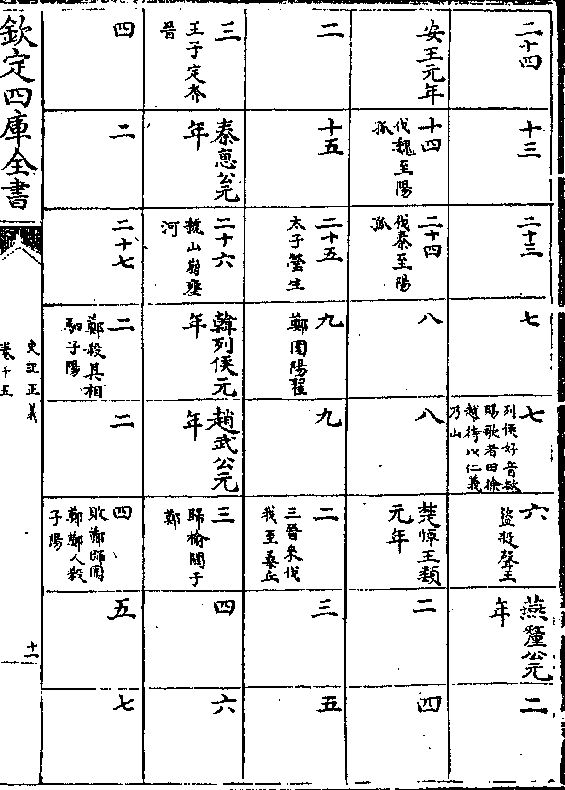 二十四
十三
二十三
七
七
列侯好音欲
賜歌者田徐
越侍以仁義
乃止
六
盜殺聲王
燕釐公元
年
二
安王元年
十四
伐魏至陽
孤
二十四
伐秦至陽
孤
八
八
楚悼王類
元年
二
四
二
十五
二十五
太子罃生
九
鄭圍陽翟
九
二
三晉來伐
我至桑丘
三
五
三
王子定奔
晉
秦惠公元
年
二十六
虢山崩壅
河
韓列侯元
年
趙武公元
年
三
歸榆關于
鄭
四
六
四
二
二十七
二
鄭殺其相
駟子陽
二
四
敗鄭師圍
鄭鄭人殺
子陽
五
七
欽定四庫全書
史記正義
卷十五
十一